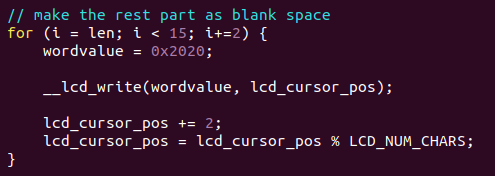 // make the rest part as blank space
for (i = len; i < 15; i+=2) {
    wordvalue = 0x2020;

    __lcd_write(wordvalue, lcd_cursor_pos);

    lcd_cursor_pos += 2;
    lcd_cursor_pos = lcd_cursor_pos % LCD_NUM_CHARS;
}